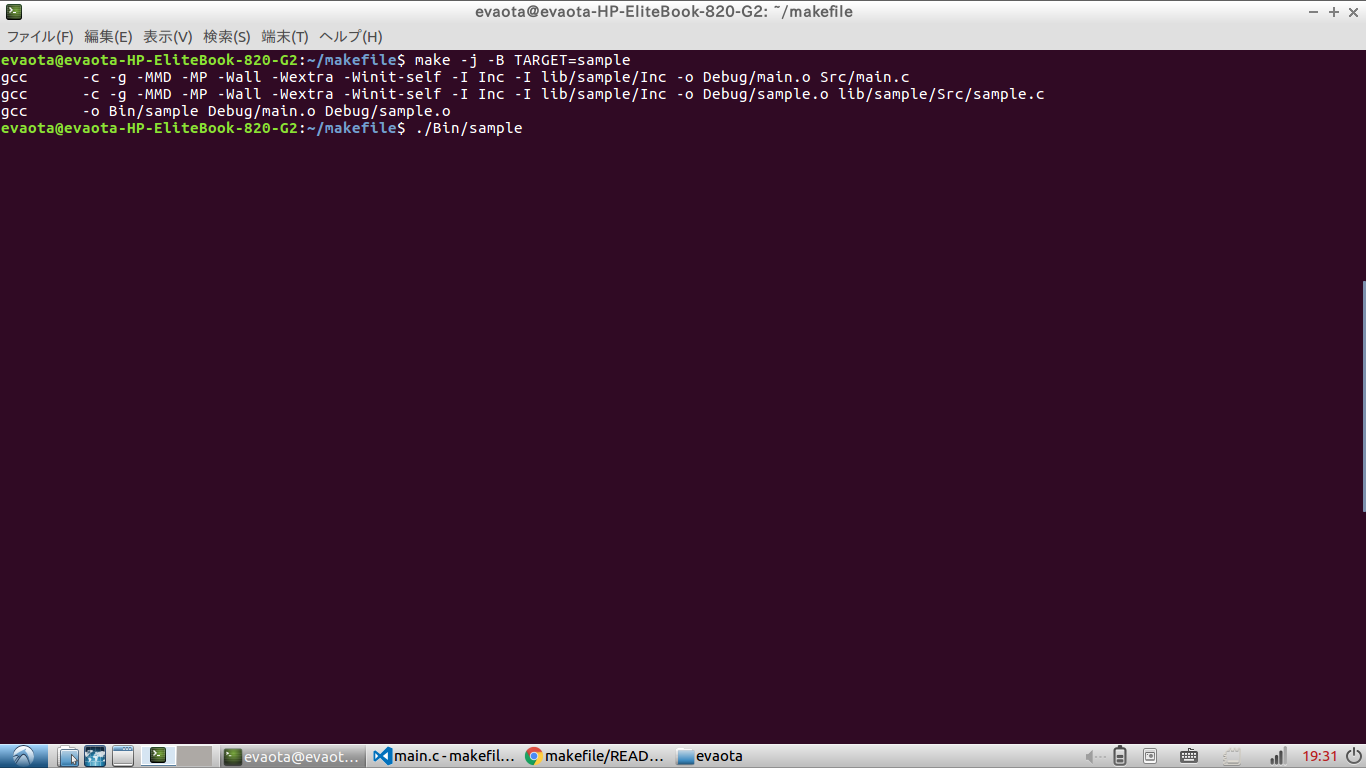 evaota@evaota-HP-EliteBook-820-G2: ~/makefile
ファイル(F) 編集(E) 表示(V) 検索(S) 端末(T) ヘルプ(H)
evaota@evaota-HP-EliteBook-820-G2:~/makefile$ make -j -B TARGET=sample
gcc      -c -g -MMD -MP -Wall -Wextra -Winit-self -I Inc -I lib/sample/Inc -o Debug/main.o Src/main.c
gcc      -c -g -MMD -MP -Wall -Wextra -Winit-self -I Inc -I lib/sample/Inc -o Debug/sample.o lib/sample/Src/sample.c
gcc      -o Bin/sample Debug/main.o Debug/sample.o
evaota@evaota-HP-EliteBook-820-G2:~/makefile$ ./Bin/sample
evaota@evaot... main.c - makefil... makefile/READ... evaota 19:31